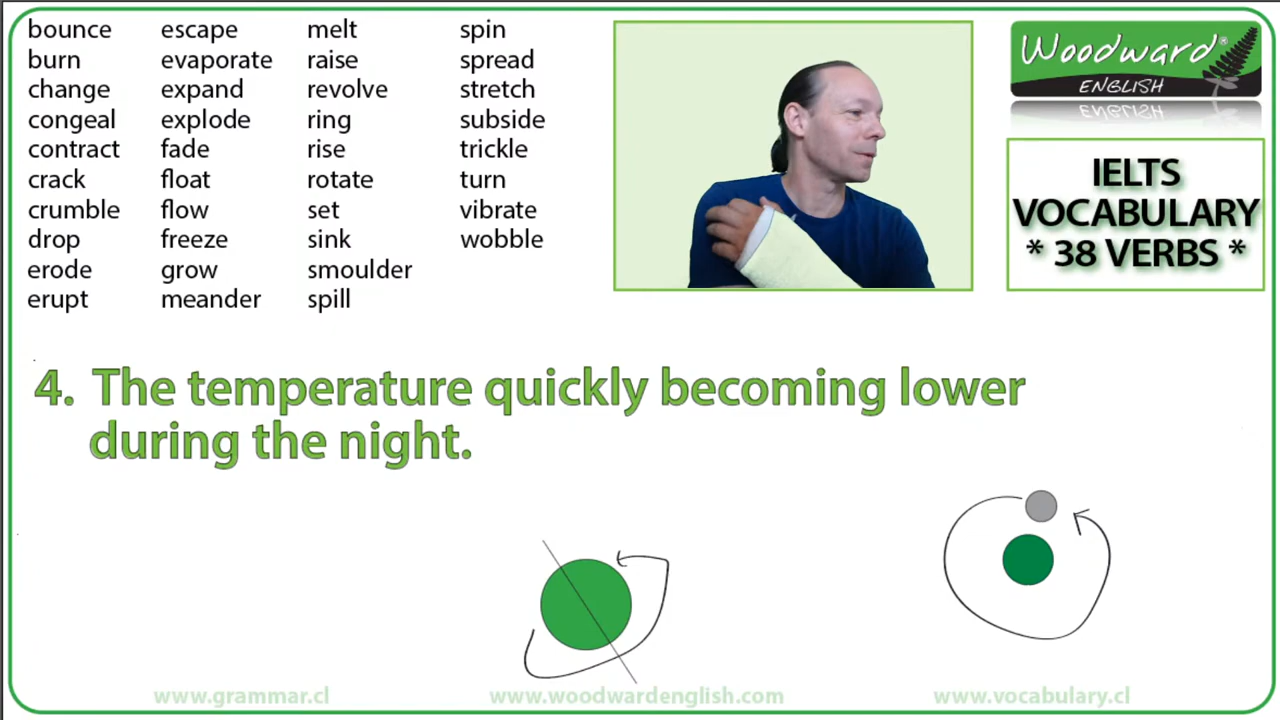 bounce escape melt spin
burn evaporate raise spread
change expand revolve stretch
congeal explode ring subside
contract fade rise trickle
crack float rotate turn
crumble flow set vibrate
drop freeze sink wobble
erode grow smoulder
erupt meander spill
Woodward®
ENGLISH
IELTS
VOCABULARY
* 38 VERBS *
4. The temperature quickly becoming lower
during the night.
www.grammar.cl www.woodwardenglish.com www.vocabulary.cl